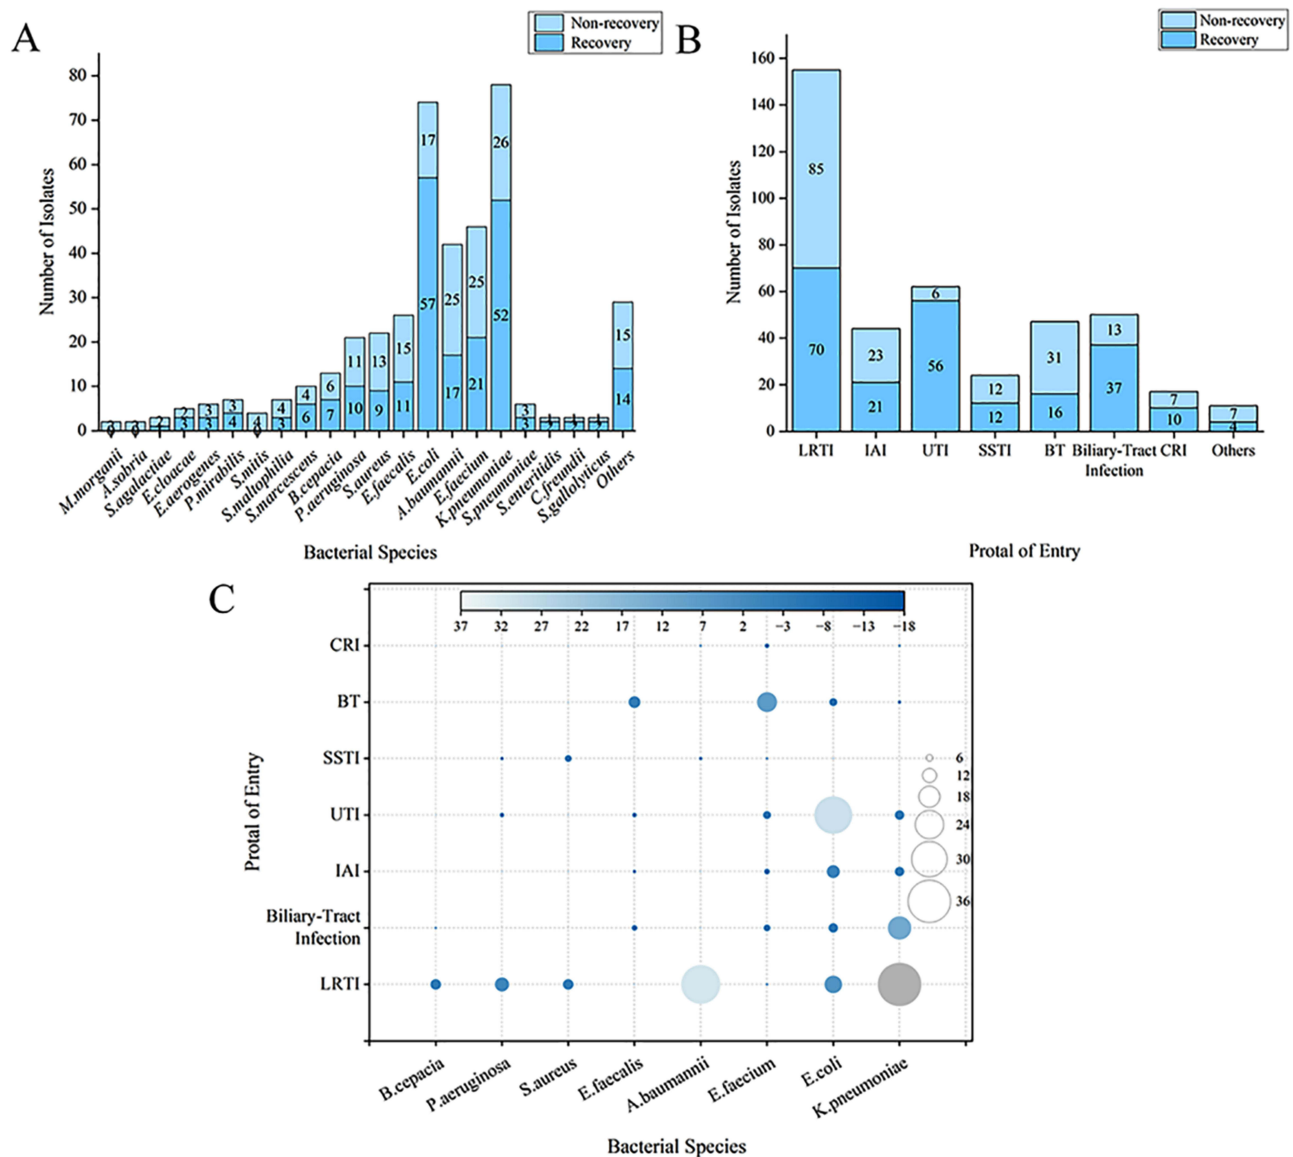 A
Non-recovery
Recovery
Number of Isolates
80
70
60
50
40
30
20
10
0
17
57
26
52
25
17
25
21
15
11
13
9
11
10
6
7
4
6
4
3
4
3
4
3
3
2
3
2
3
3
15
14
M.morganii
A.sobria
S.agalactiae
E.cloacae
E.aerogenes
P.mirabilis
S.mitis
S.maltophilia
S.marcescens
B.cepacia
P.aeruginosa
S.aureus
E.faecalis
E.coli
A.baumannii
E.faecium
K.pneumoniae
S.pneumoniae
S.enteritidis
C.freundii
S.gallolyticus
Others
Bacterial Species
B
Non-recovery
Recovery
Number of Isolates
160
140
120
100
80
60
40
20
0
85
70
23
21
6
56
12
12
31
16
13
37
7
10
7
4
LRTI
IAI
UTI
SSTI
BT
Biliary-Tract
Infection
CRI
Others
Protal of Entry
C
37 32 27 22 17 12 7 2 −3 −8 −13 −18
Protal of Entry
CRI
BT
SSTI
UTI
IAI
Biliary-Tract
Infection
LRTI
6
12
18
24
30
36
B.cepacia
P.aeruginosa
S.aureus
E.faecalis
A.baumannii
E.faecium
E.coli
K.pneumoniae
Bacterial Species